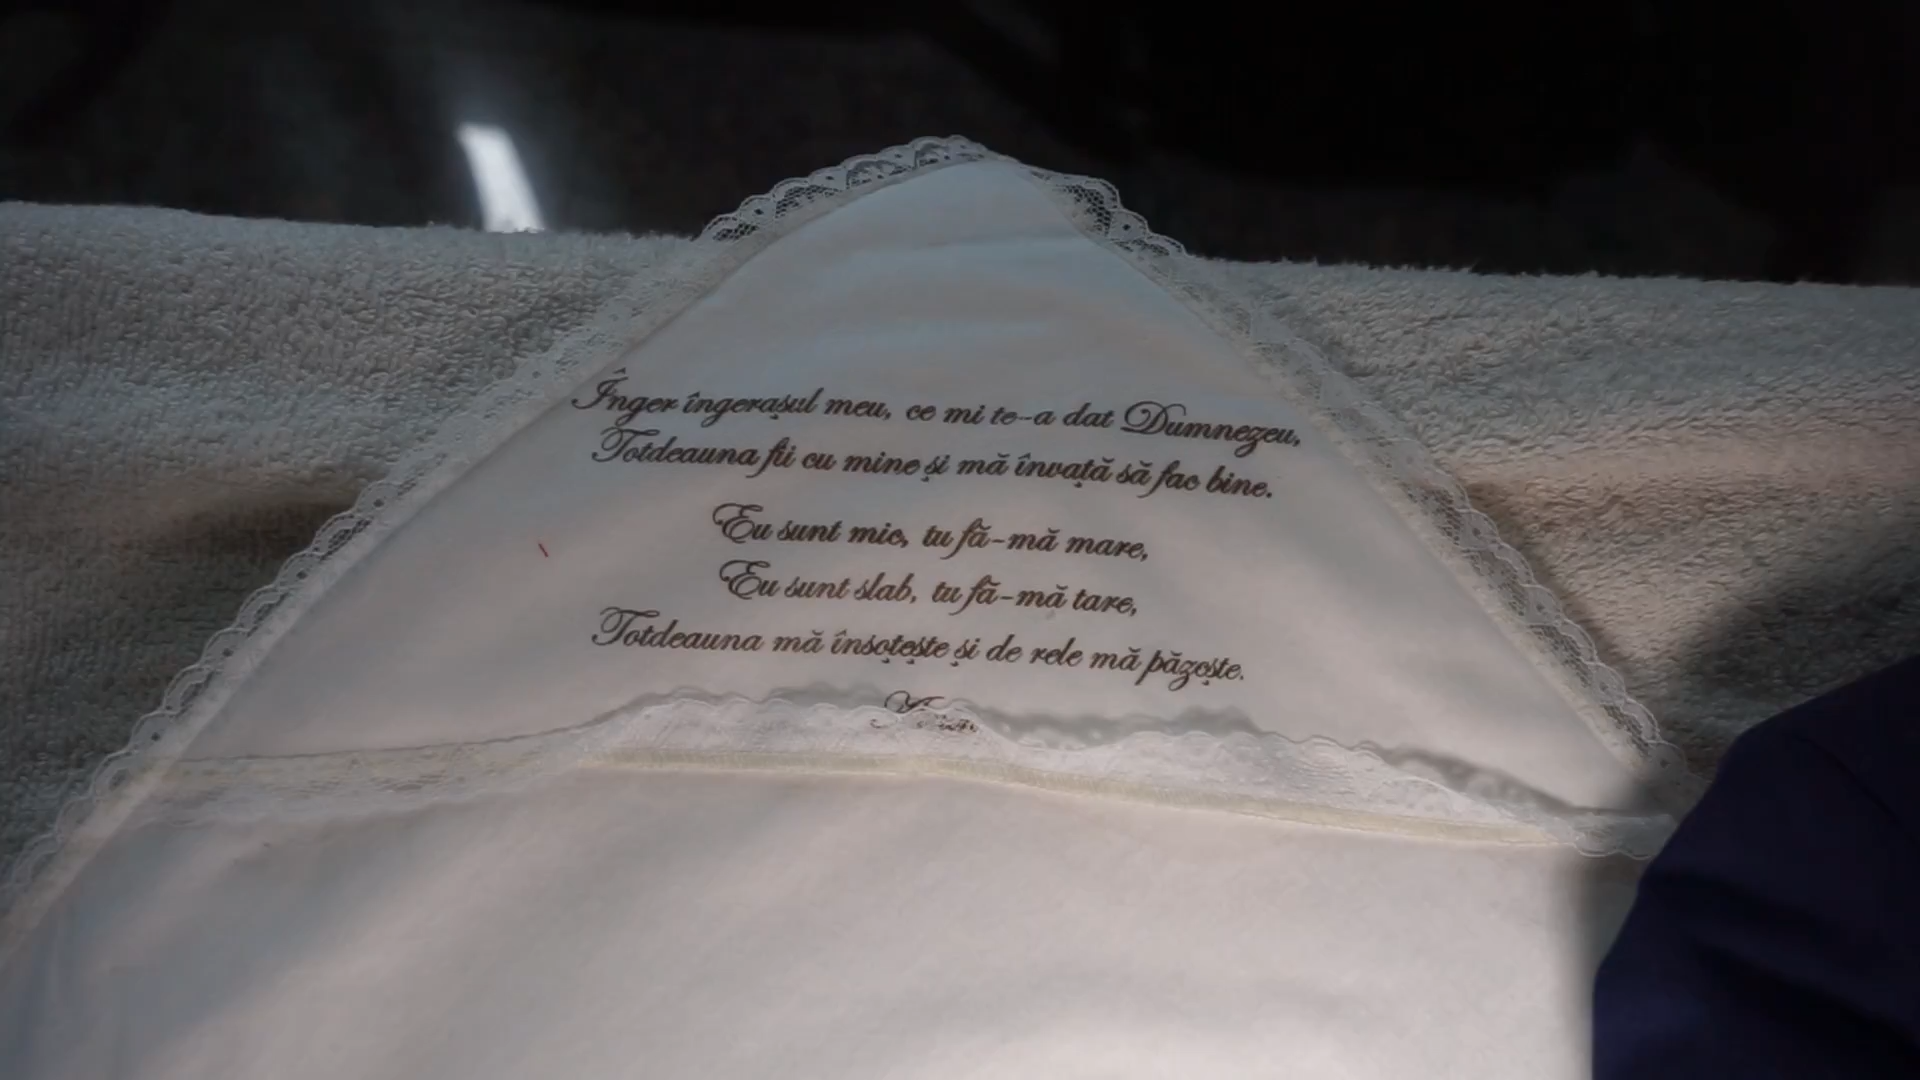 Înger îngerașul meu, ce mi te-a dat Dumnezeu,
Totdeauna fii cu mine și mă învață să fac bine.
Eu sunt mic, tu fă-mă mare,
Eu sunt slab, tu fă-mă tare,
Totdeauna mă însoțește și de rele mă păzește.